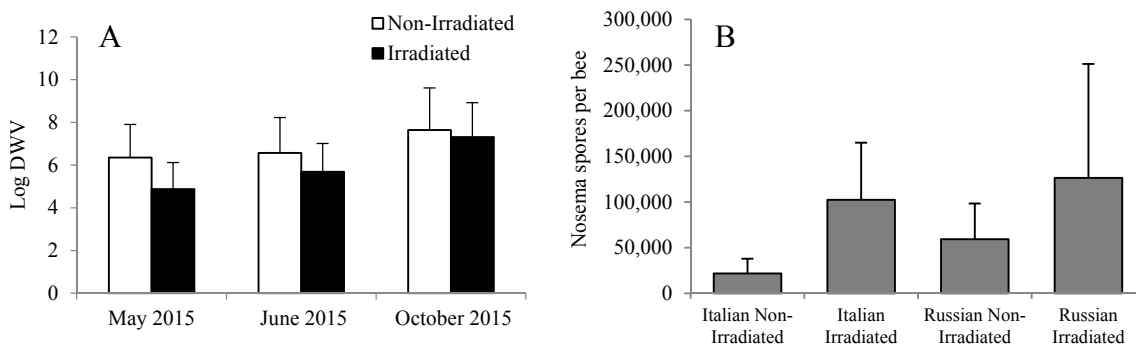 A
Non-Irradiated
Irradiated
Log DWV
12
10
8
6
4
2
0
May 2015
June 2015
October 2015
B
Nosema spores per bee
300,000
250,000
200,000
150,000
100,000
50,000
0
Italian Non-
Irradiated
Italian
Irradiated
Russian Non-
Irradiated
Russian
Irradiated